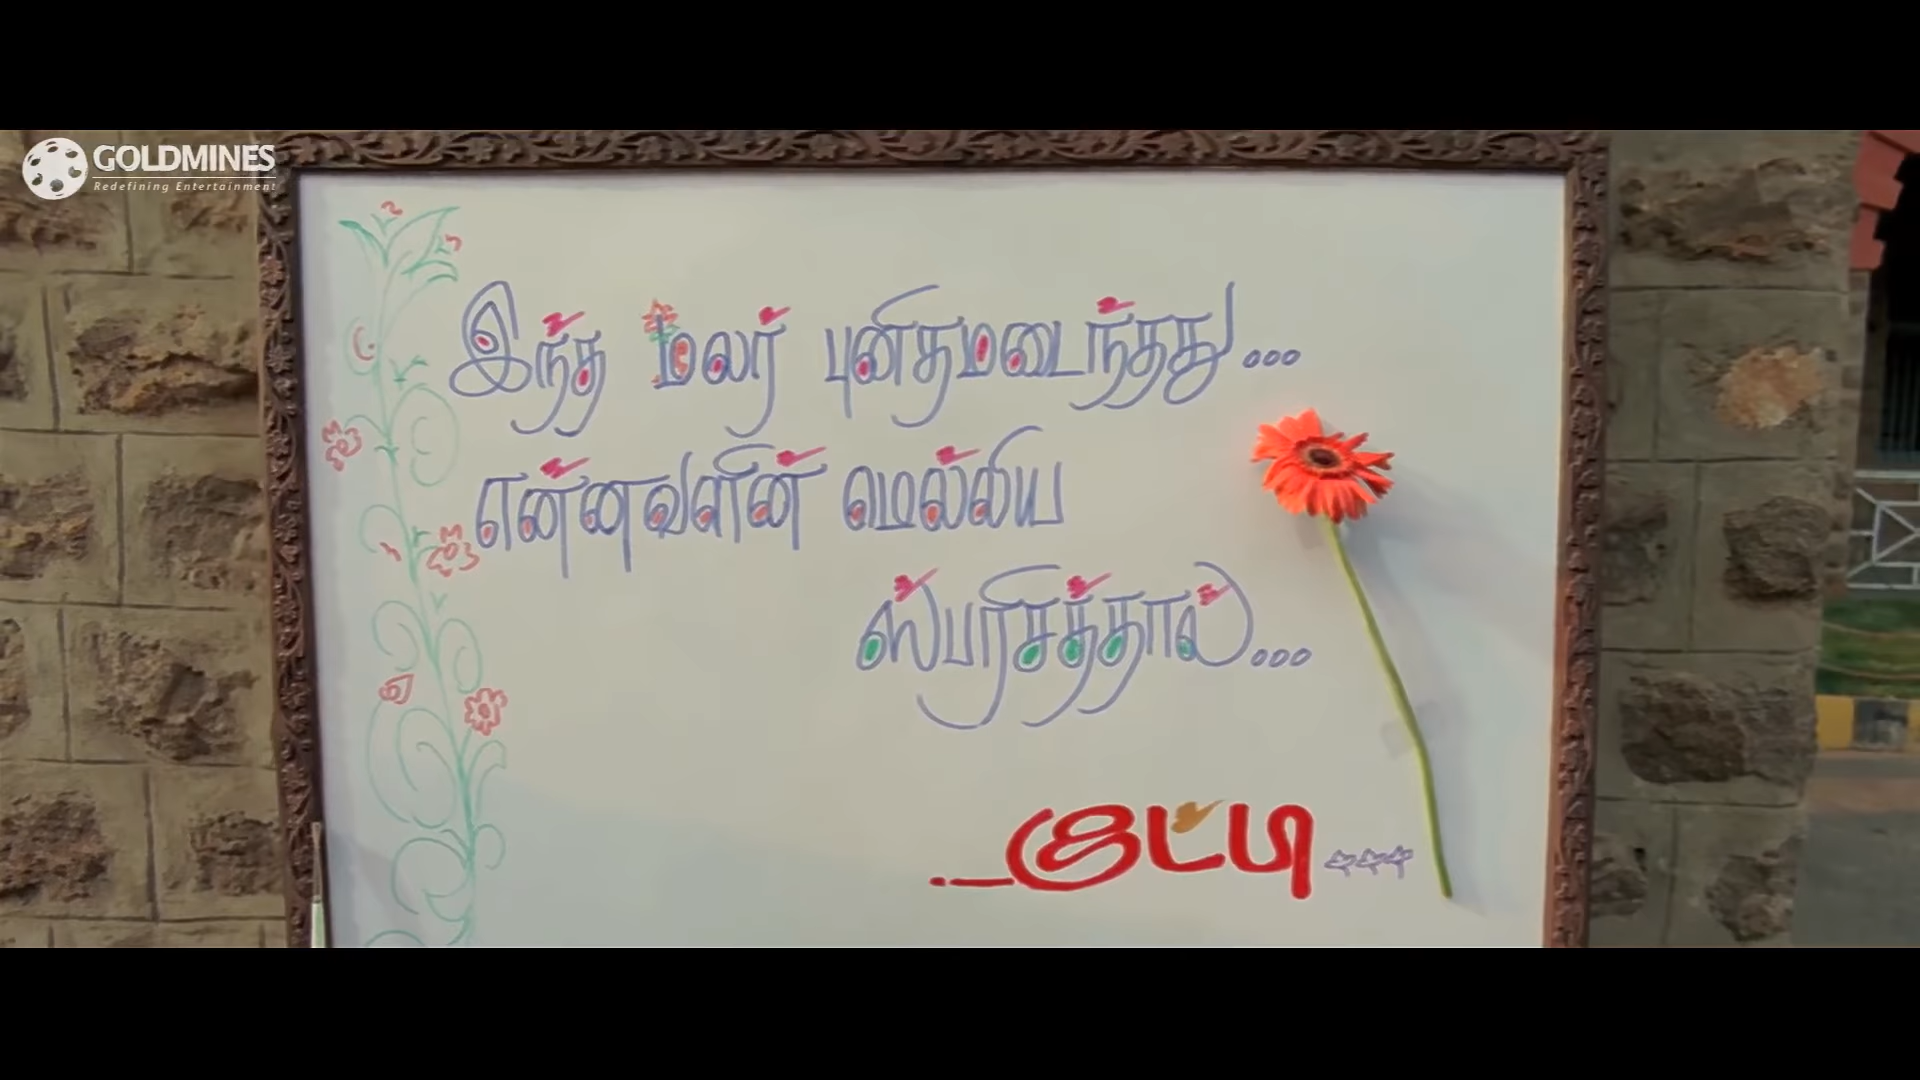 GOLDMINES
Redefining Entertainment
இந்த மலர் புனிதமடைந்தது...
என்னவளின் மெல்லிய
ஸ்பரிசத்தால்...
குட்டி